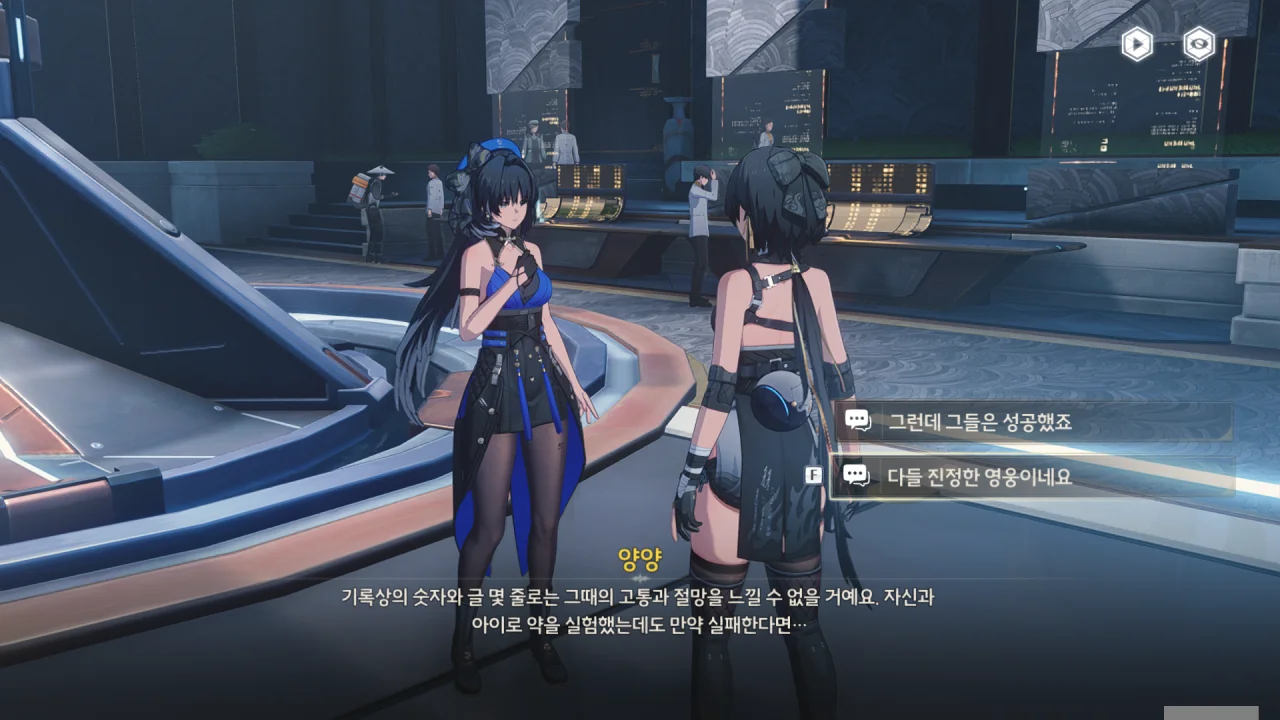 그런데 그들은 성공했죠
F
다들 진정한 영웅이네요
양양
기록상의 숫자와 글 몇 줄로는 그때의 고통과 절망을 느낄 수 없을 거예요. 자신과
아이로 약을 실험했는데도 만약 실패한다면…